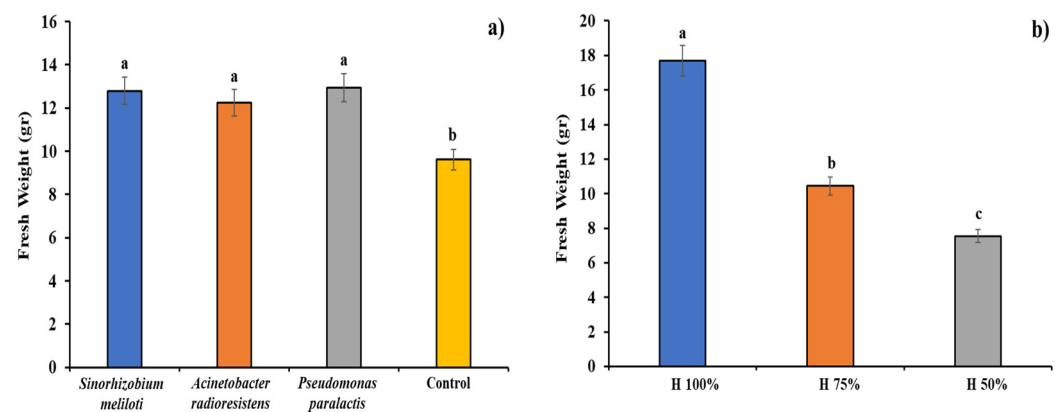 a)
Fresh Weight (gr)
16
14
12
10
8
6
4
2
0
a
a
a
b
Sinorhizobium
meliloti
Acinetobacter
radioresistens
Pseudomonas
paralactis
Control
b)
Fresh Weight (gr)
20
18
16
14
12
10
8
6
4
2
0
a
b
c
H 100%
H 75%
H 50%